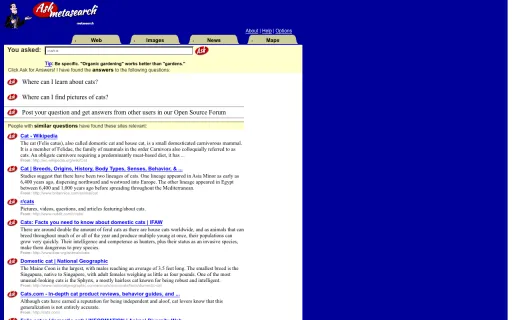 Ask
metasearch
metasearch
About | Help | Options
Web
Images
News
Maps
You asked:
Ask
Tip: Be specific. "Organic gardening" works better than "gardens."
Click Ask for Answers! I have found the answers to the following questions:
Where can I learn about cats?
Where can I find pictures of cats?
Post your question and get answers from other users in our Open Source Forum
People with similar questions have found these sites relevant:
Cat - Wikipedia
The cat (Felis catus), also called domestic cat and house cat, is a small domesticated carnivorous mammal.
It is a member of Felidae, the family of mammals in the order Carnivora also colloquially referred to as
cats. An obligate carnivore requiring a predominantly meat-based diet, it has ...
Cat | Breeds, Origins, History, Body Types, Senses, Behavior, & ...
Studies suggest that there have been two lineages of cats. One lineage appeared in Asia Minor as early as
6,400 years ago, dispersing northward and westward into Europe. The other lineage appeared in Egypt
between 6,400 and 1,000 years ago before spreading throughout the Mediterranean.
r/cats
Pictures, videos, questions, and articles featuring/about cats.
Cats: Facts you need to know about domestic cats | IFAW
There are around double the amount of feral cats as there are house cats worldwide, and as animals that can
breed throughout much or all of the year and produce multiple young at once, their populations can
grow very quickly. Their intelligence and competence as hunters, plus their status as an invasive species,
make them dangerous to prey species.
Domestic cat | National Geographic
The Maine Coon is the largest, with males reaching an average of 3.5 feet long. The smallest breed is the
Singapura, native to Singapore, with adult females weighing as little as four pounds. One of the most
unusual-looking cats is the Sphynx, a mostly hairless cat known for being robust and intelligent.
Cats.com - In-depth cat product reviews, behavior guides, and ...
Although cats have earned a reputation for being independent and aloof, cat lovers know that this
generalization is not entirely accurate.